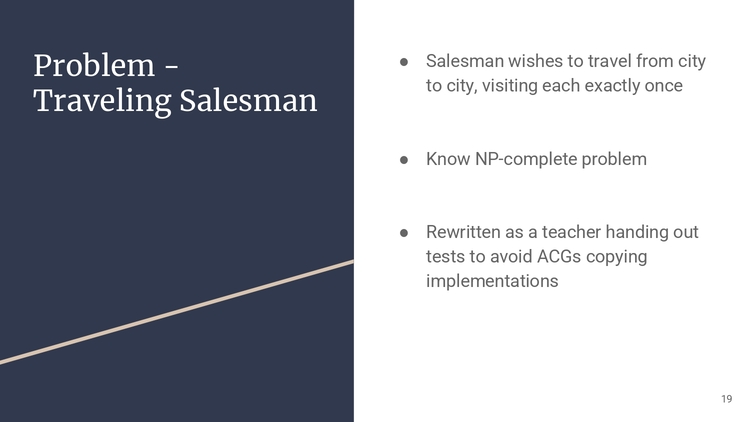 Problem -
Traveling Salesman
● Salesman wishes to travel from city
to city, visiting each exactly once
● Know NP-complete problem
● Rewritten as a teacher handing out
tests to avoid ACGs copying
implementations
19